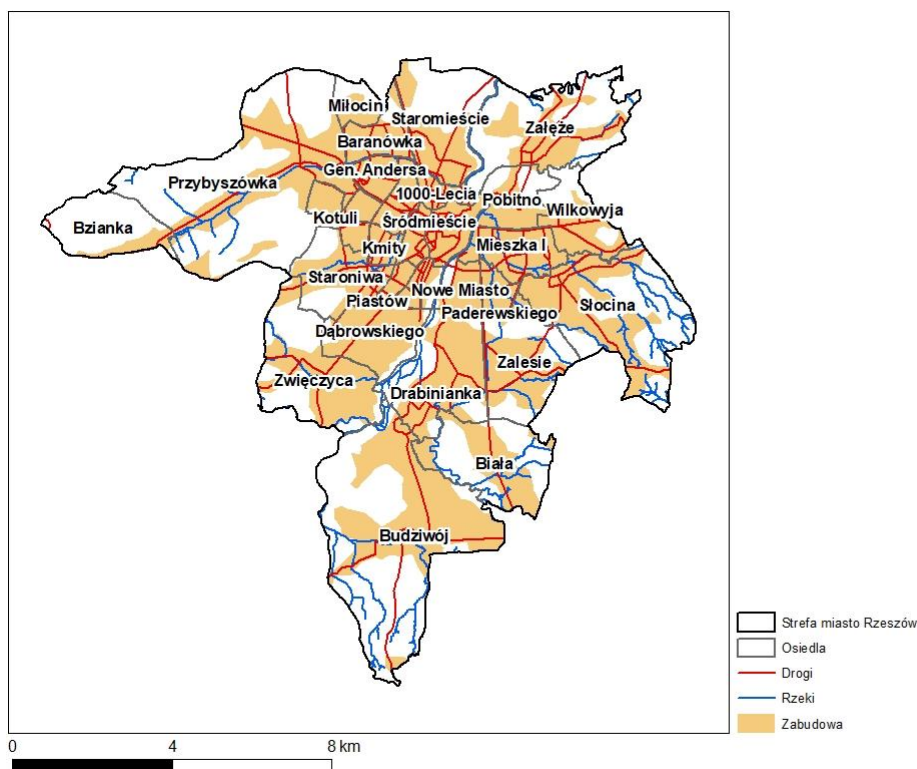 Miłocin
Staromieście
Załęże
Baranówka
Gen. Andersa
Przybyszówka
1000-Lecia
Pobitno
Wilkowyja
Kotuli
Śródmieście
Bzianka
Kmity
Mieszka I
Staroniwa
Nowe Miasto
Piastów
Paderewskiego
Słocina
Dąbrowskiego
Zalesie
Zwięczyca
Drabinianka
Biała
Budziwój
Strefa miasto Rzeszów
Osiedla
Drogi
Rzeki
Zabudowa
0 4 8 km